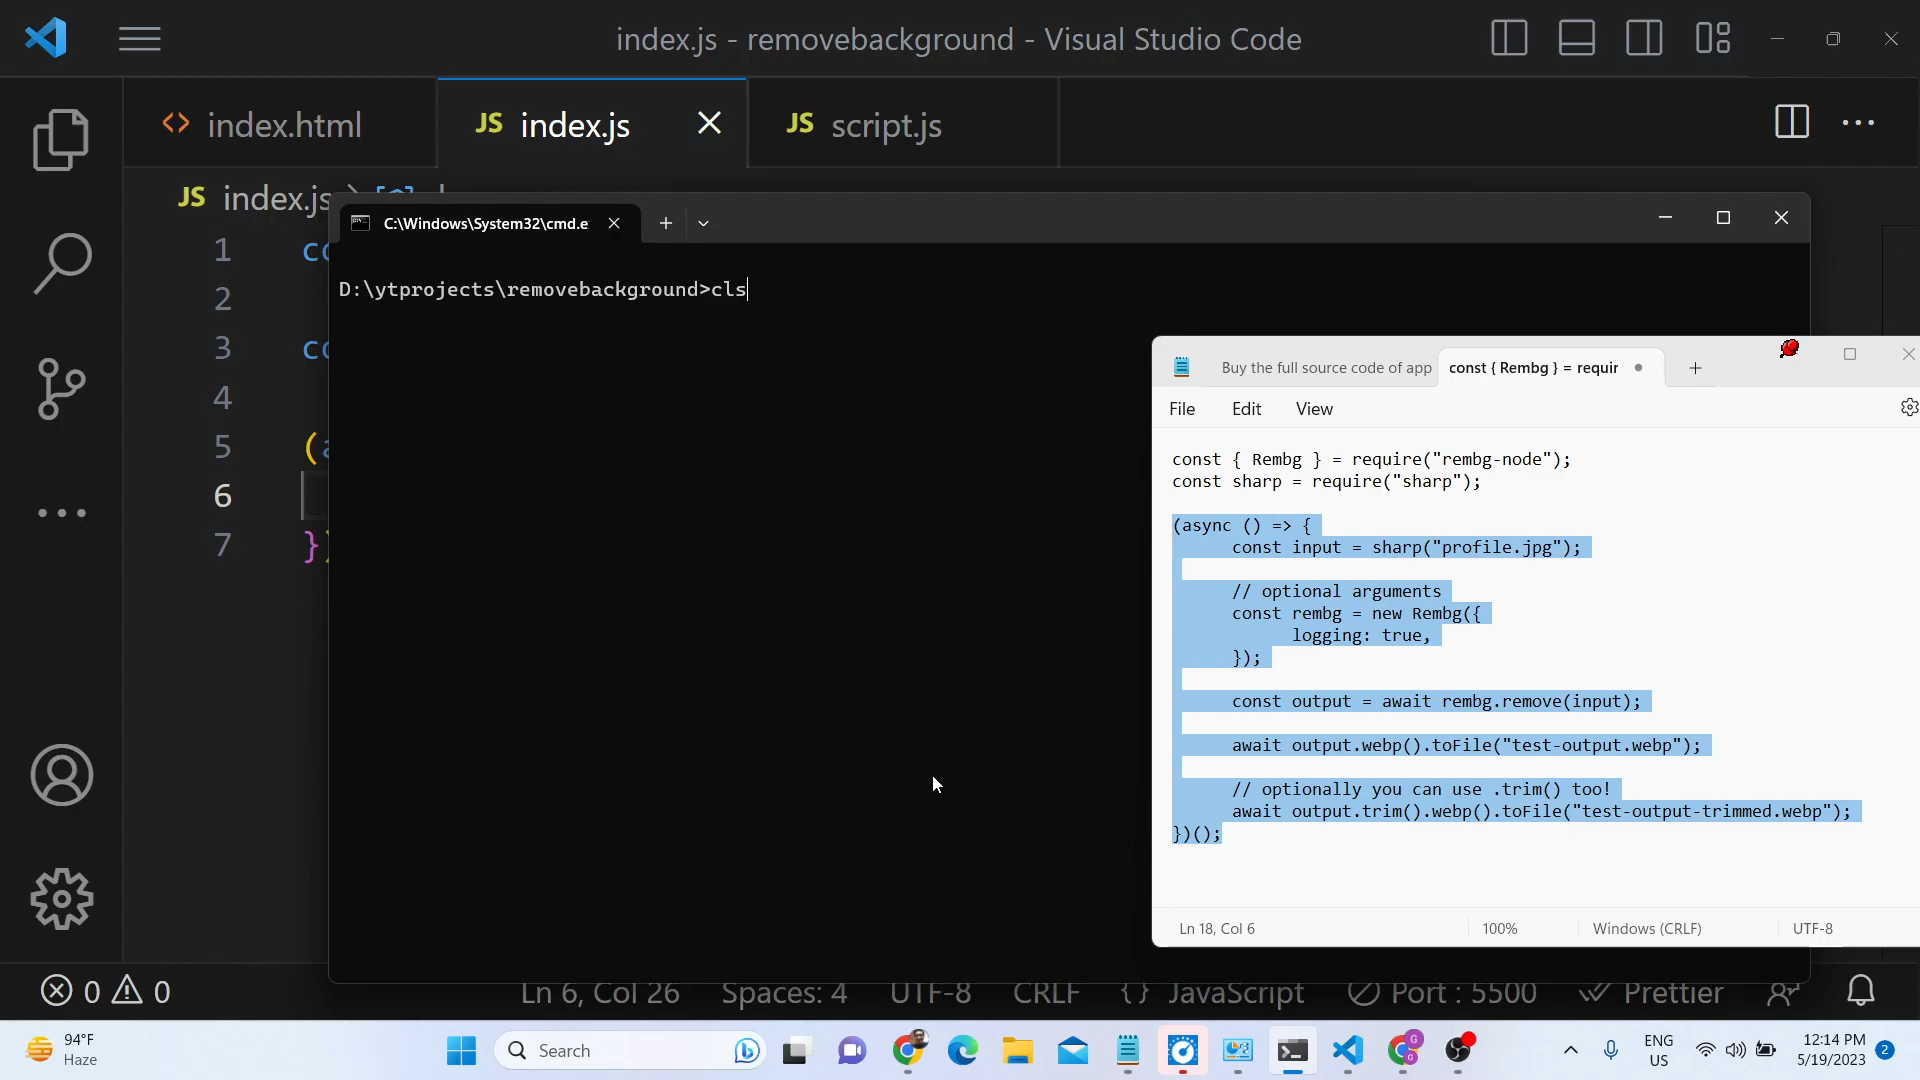 index.js - removebackground - Visual Studio Code
index.html
JS index.js
JS script.js
JS index.js
1
2
3
4
5
6
7
C:\Windows\System32\cmd.e
D:\ytprojects\removebackground>cls
Buy the full source code of app
const { Rembg } = requir
File Edit View
const { Rembg } = require("rembg-node");
const sharp = require("sharp");
(async () => {
const input = sharp("profile.jpg");
// optional arguments
const rembg = new Rembg({
logging: true,
});
const output = await rembg.remove(input);
await output.webp().toFile("test-output.webp");
// optionally you can use .trim() too!
await output.trim().webp().toFile("test-output-trimmed.webp");
})();
Ln 18, Col 6 100% Windows (CRLF) UTF-8
0 0 Ln 6, Col 26 Spaces: 4 UTF-8 CRLF {} JavaScript Port : 5500 Prettier
94°F
Haze
Search
ENG
US
12:14 PM
5/19/2023
2